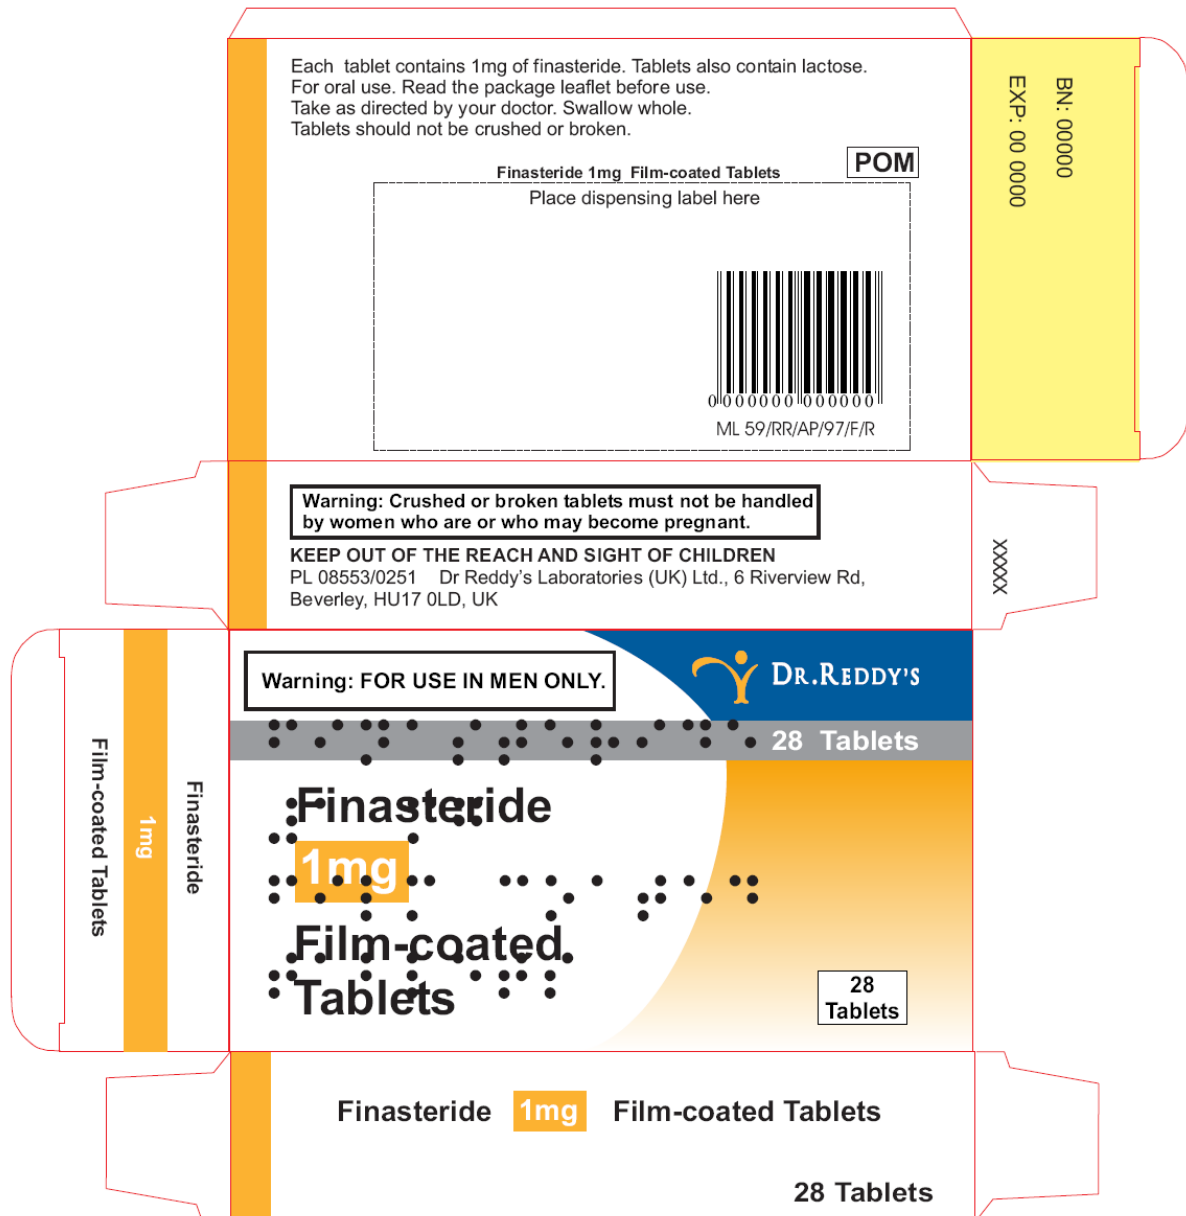 Each tablet contains 1mg of finasteride. Tablets also contain lactose.
For oral use. Read the package leaflet before use.
Take as directed by your doctor. Swallow whole.
Tablets should not be crushed or broken.
POM
Finasteride 1mg Film-coated Tablets
Place dispensing label here
0 000000 000000
ML 59/RR/AP/97/F/R
BN: 00000
EXP: 00 0000
Warning: Crushed or broken tablets must not be handled
by women who are or who may become pregnant.
KEEP OUT OF THE REACH AND SIGHT OF CHILDREN
PL 08553/0251 Dr Reddy's Laboratories (UK) Ltd., 6 Riverview Rd,
Beverley, HU17 0LD, UK
XXXXX
Warning: FOR USE IN MEN ONLY.
DR.REDDY'S
28 Tablets
Finasteride
1mg
Film-coated
Tablets
28
Tablets
Finasteride
1mg
Film-coated Tablets
Finasteride 1mg Film-coated Tablets
28 Tablets